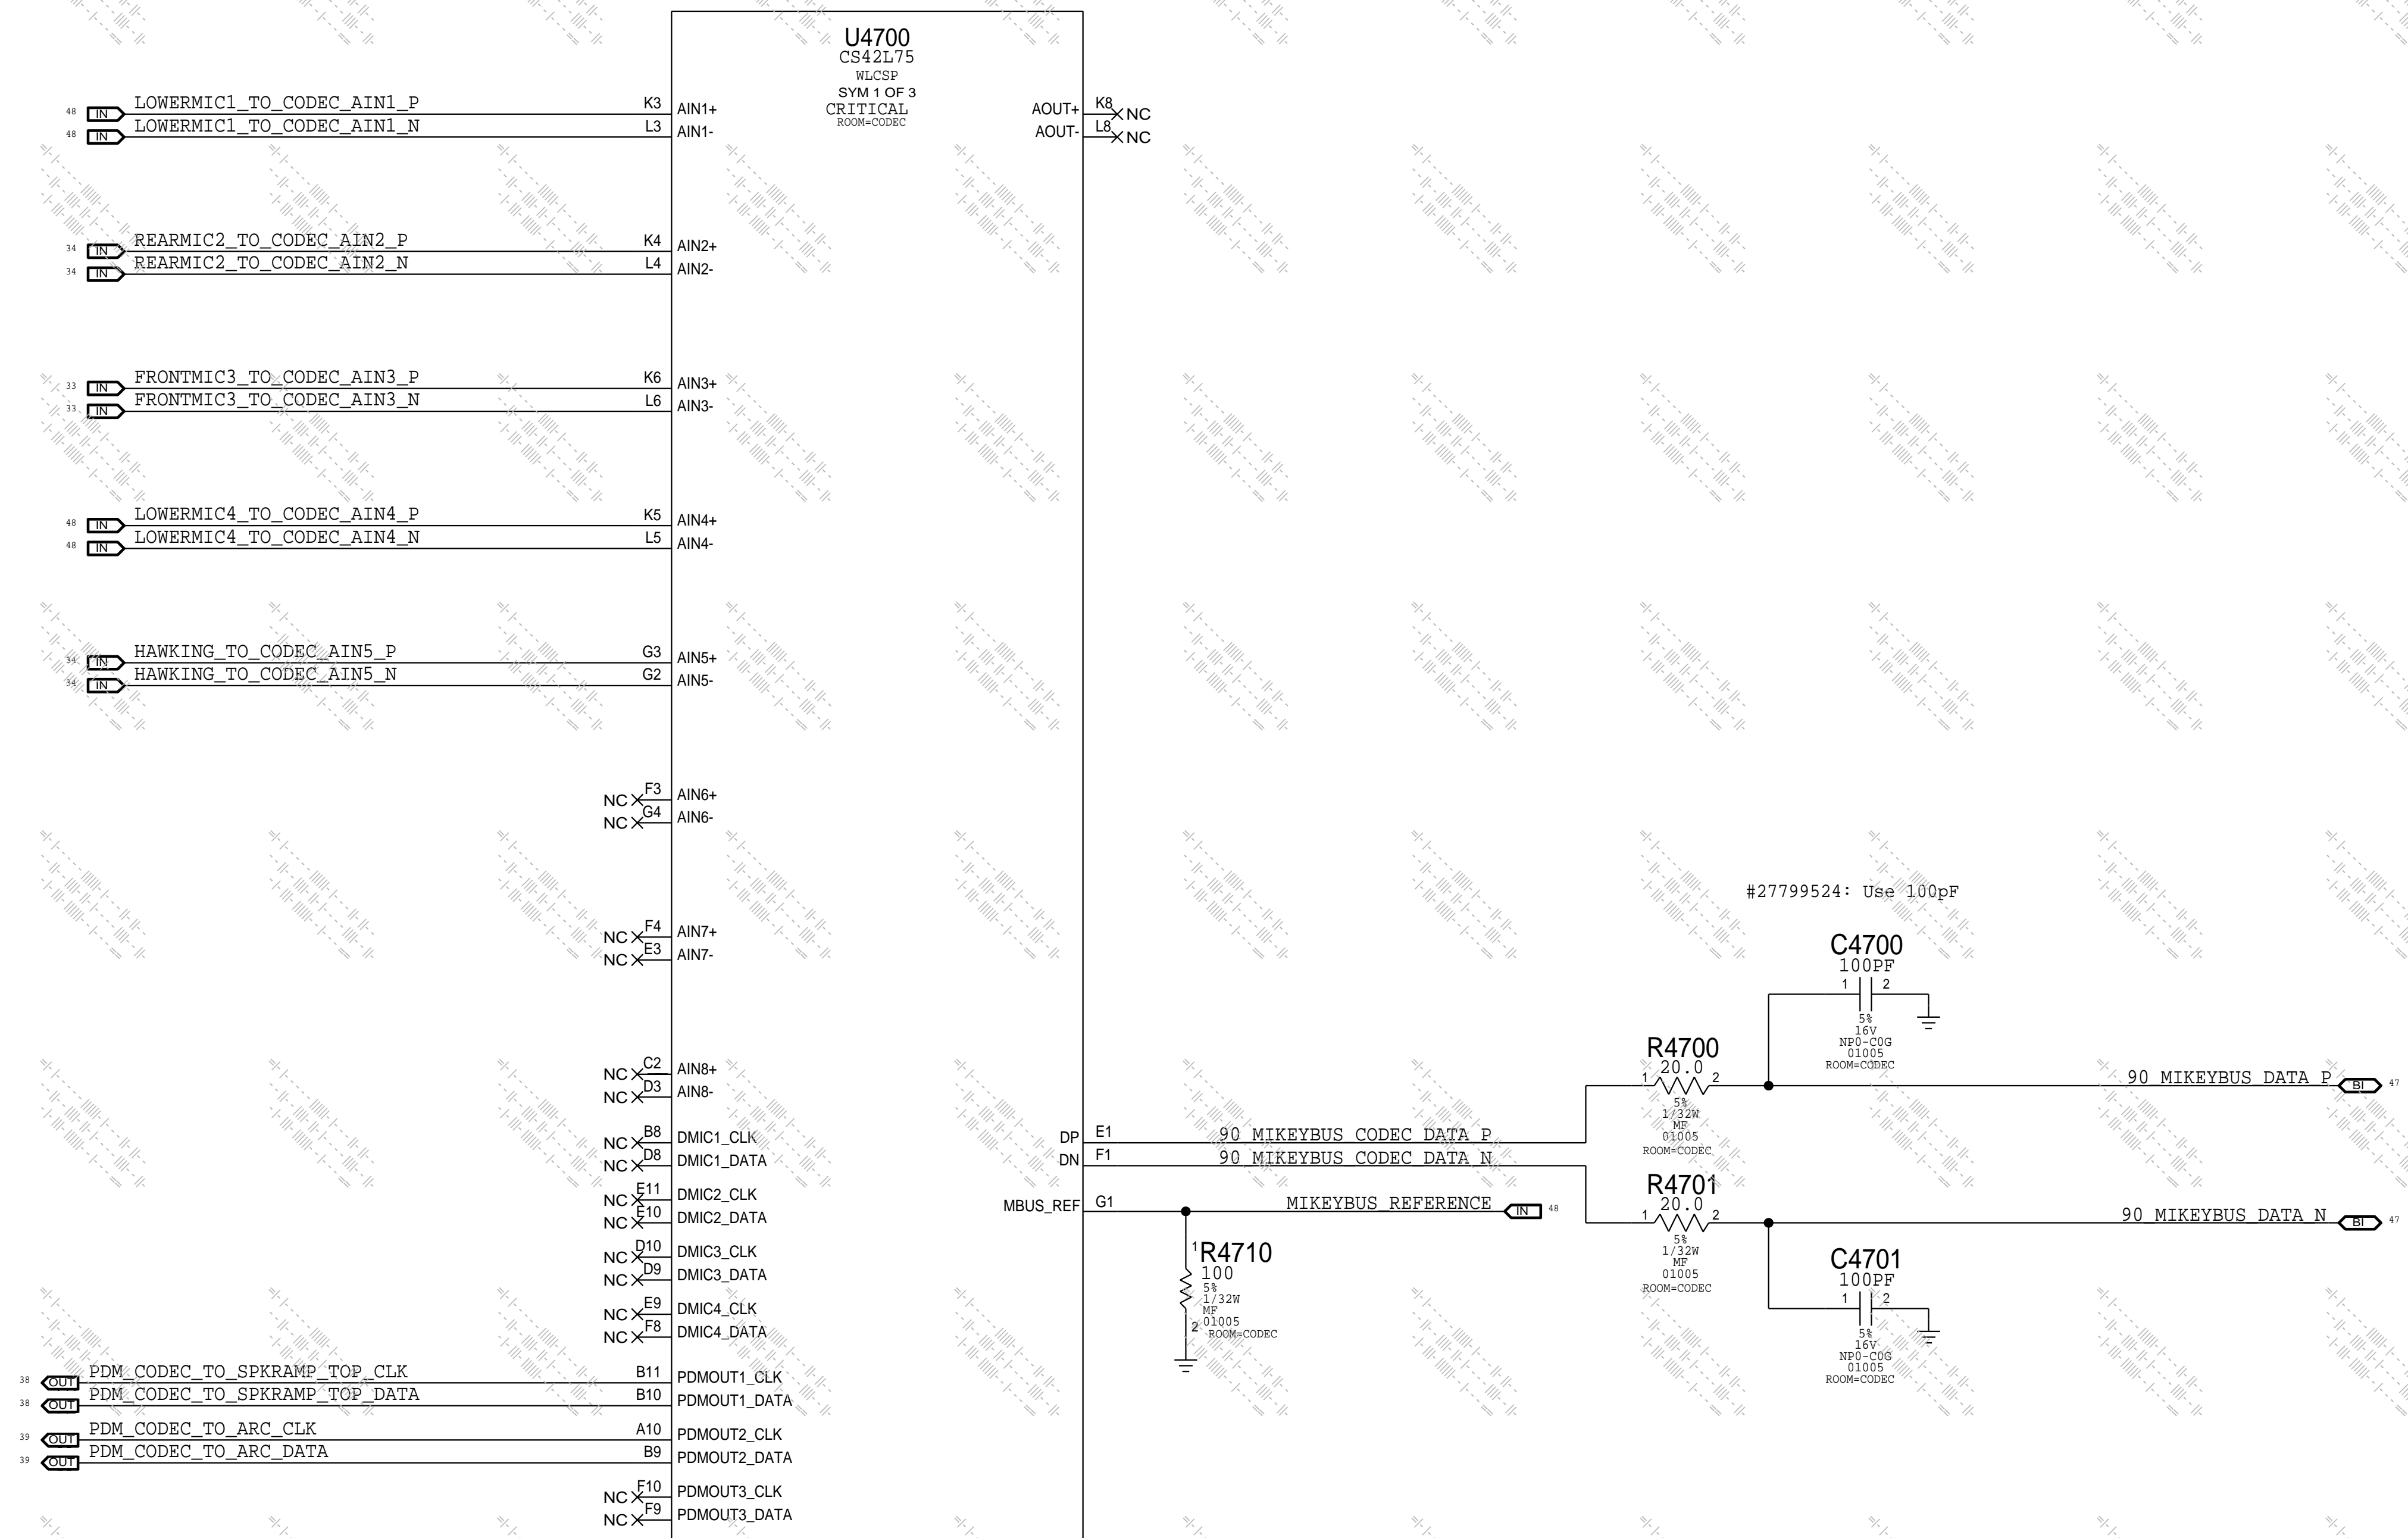 U4700
CS42L75
WLCSP
SYM 1 OF 3
CRITICAL
ROOM=CODEC
48 IN LOWERMIC1_TO_CODEC_AIN1_P K3 AIN1+
48 IN LOWERMIC1_TO_CODEC_AIN1_N L3 AIN1-
AOUT+ K8 NC
AOUT- L8 NC
34 IN REARMIC2_TO_CODEC_AIN2_P K4 AIN2+
34 IN REARMIC2_TO_CODEC_AIN2_N L4 AIN2-
33 IN FRONTMIC3_TO_CODEC_AIN3_P K6 AIN3+
33 IN FRONTMIC3_TO_CODEC_AIN3_N L6 AIN3-
48 IN LOWERMIC4_TO_CODEC_AIN4_P K5 AIN4+
48 IN LOWERMIC4_TO_CODEC_AIN4_N L5 AIN4-
34 IN HAWKING_TO_CODEC_AIN5_P G3 AIN5+
34 IN HAWKING_TO_CODEC_AIN5_N G2 AIN5-
NC F3 AIN6+
NC G4 AIN6-
NC F4 AIN7+
NC E3 AIN7-
NC C2 AIN8+
NC D3 AIN8-
NC B8 DMIC1_CLK
NC D8 DMIC1_DATA
NC E11 DMIC2_CLK
NC E10 DMIC2_DATA
NC D10 DMIC3_CLK
NC D9 DMIC3_DATA
NC E9 DMIC4_CLK
NC F8 DMIC4_DATA
38 OUT PDM_CODEC_TO_SPKRAMP_TOP_CLK B11 PDMOUT1_CLK
38 OUT PDM_CODEC_TO_SPKRAMP_TOP_DATA B10 PDMOUT1_DATA
39 OUT PDM_CODEC_TO_ARC_CLK A10 PDMOUT2_CLK
39 OUT PDM_CODEC_TO_ARC_DATA B9 PDMOUT2_DATA
NC F10 PDMOUT3_CLK
NC F9 PDMOUT3_DATA
#27799524: Use 100pF
C4700
100PF
1 2
5%
16V
NP0-C0G
01005
ROOM=CODEC
R4700
20.0
1 2
5%
1/32W
MF
01005
ROOM=CODEC
90_MIKEYBUS_DATA_P BI 47
DP E1 90_MIKEYBUS_CODEC_DATA_P
DN F1 90_MIKEYBUS_CODEC_DATA_N
MBUS_REF G1 MIKEYBUS_REFERENCE IN 48
R4701
20.0
1 2
5%
1/32W
MF
01005
ROOM=CODEC
90_MIKEYBUS_DATA_N BI 47
1 R4710
100
5%
1/32W
MF
01005
2 ROOM=CODEC
C4701
100PF
1 2
5%
16V
NP0-C0G
01005
ROOM=CODEC